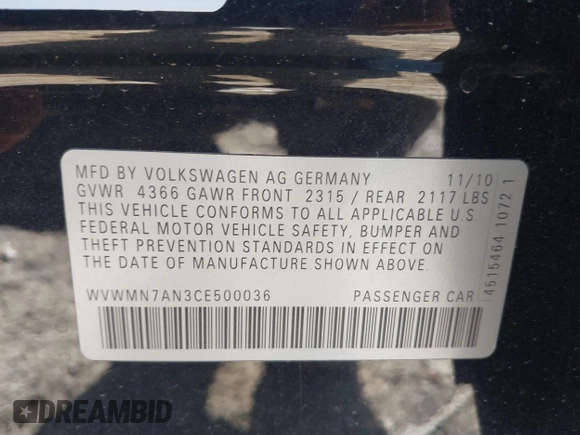 MFD BY VOLKSWAGEN AG GERMANY 11/10
GVWR 4366 GAWR FRONT 2315 / REAR 2117 LBS
THIS VEHICLE CONFORMS TO ALL APPLICABLE U.S.
FEDERAL MOTOR VEHICLE SAFETY, BUMPER AND
THEFT PREVENTION STANDARDS IN EFFECT ON
THE DATE OF MANUFACTURE SHOWN ABOVE.
WVWMN7AN3CE500036 PASSENGER CAR
4515464 1072 1
DREAMBID